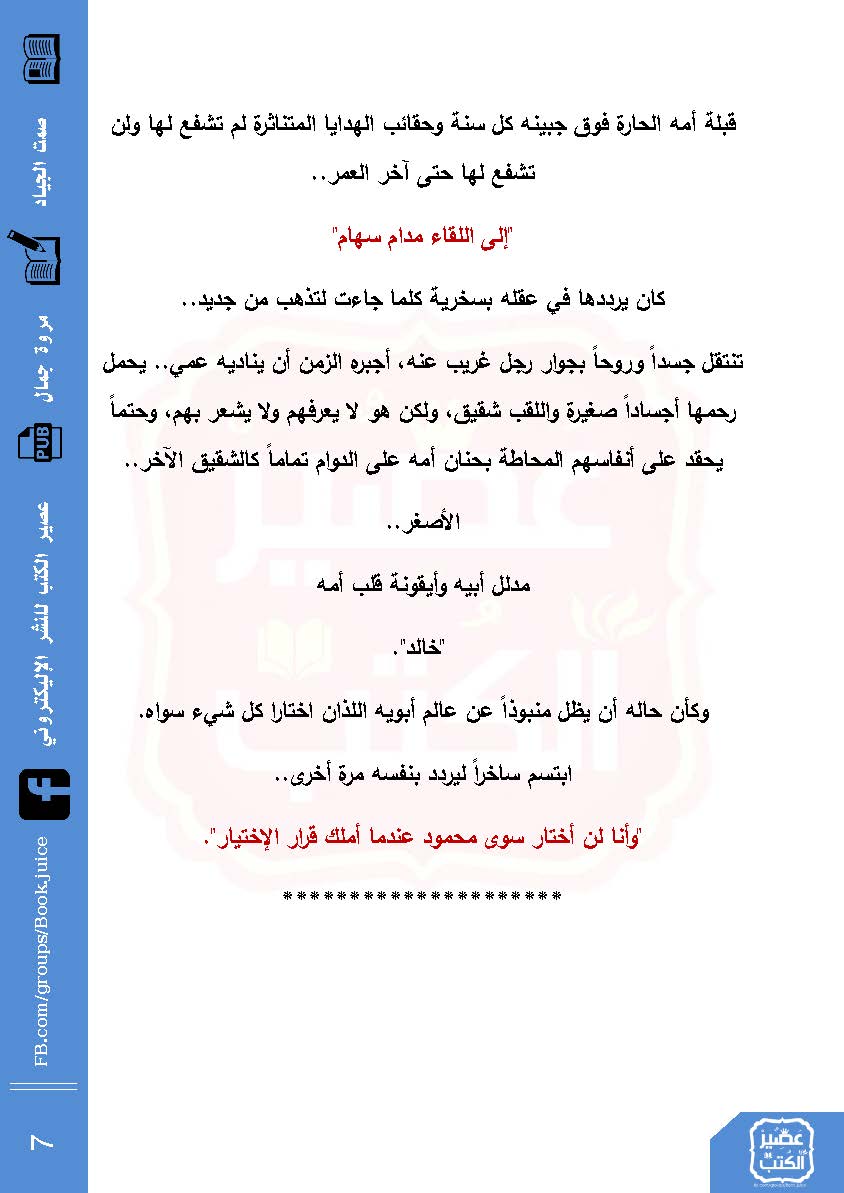 قبلة أمه الحارة فوق جبينه كل سنة وحقائب الهدايا المتناثرة لم تشفع لها ولن
تشفع لها حتى آخر العمر..
"إلى اللقاء مدام سهام"
كان يرددها في عقله بسخرية كلما جاءت لتذهب من جديد..
تنتقل جسداً وروحاً بجوار رجل غريب عنه، أجبره الزمن أن يناديه عمي.. يحمل
رحمها أجساداً صغيرة واللقب شقيق، ولكن هو لا يعرفهم ولا يشعر بهم، وحتماً
يحقد على أنفاسهم المحاطة بحنان أمه على الدوام تماماً كالشقيق الآخر..
الأصغر..
مدلل أبيه وأيقونة قلب أمه
"خالد".
وكأن حاله أن يظل منبوذاً عن عالم أبويه اللذان اختارا كل شيء سواه.
ابتسم ساخراً ليردد بنفسه مرة أخرى..
"وأنا لن أختار سوى محمود عندما أملك قرار الإختيار".
*********************
صمت الجياد
مروة جمال
PUB
عصير الكتب للنشر الإليكتروني
FB.com/groups/Book.juice
7
عصير
الكتب